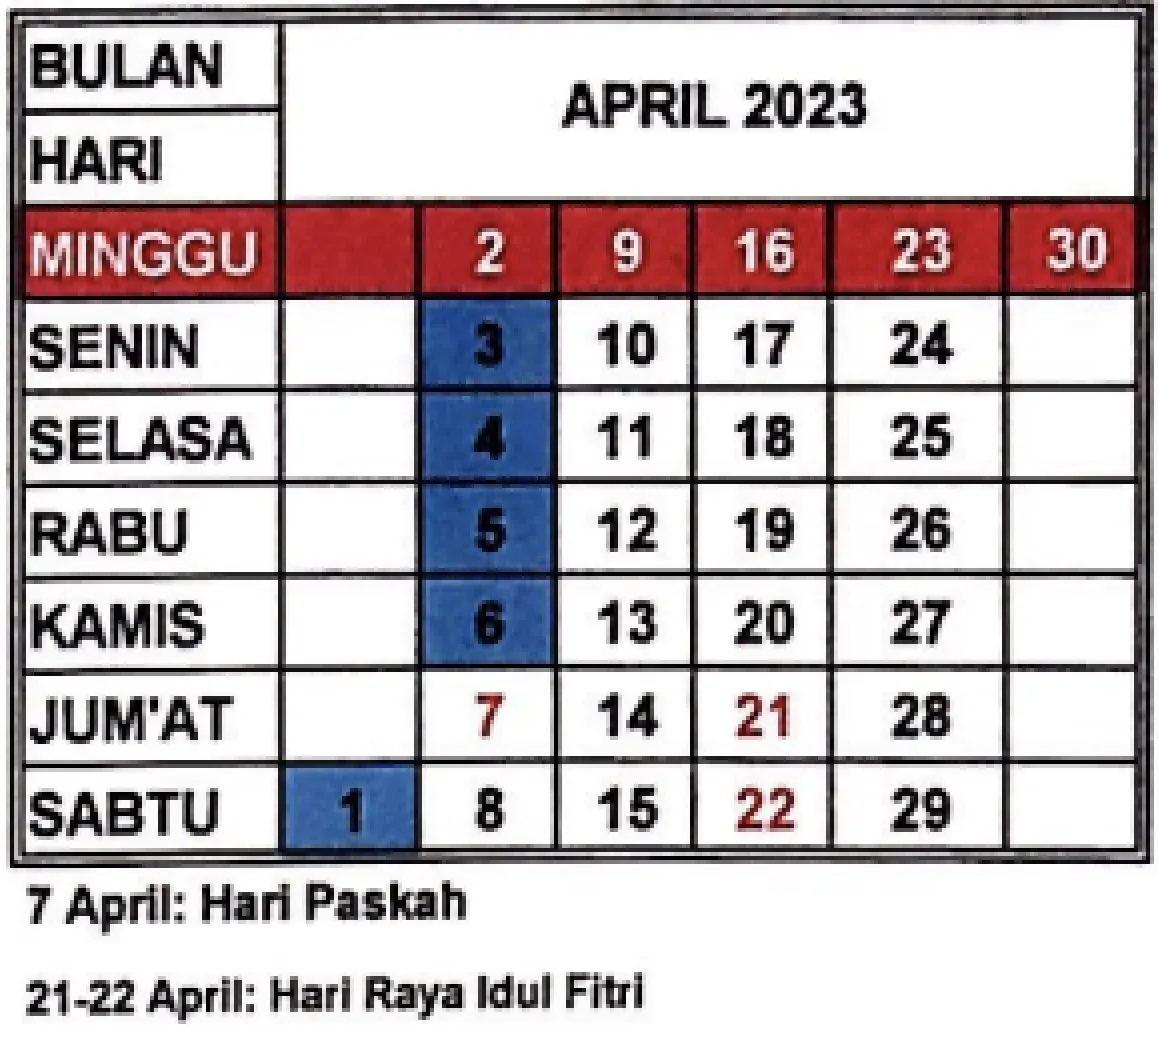 BULAN
APRIL 2023
HARI
MINGGU 2 9 16 23 30
SENIN 3 10 17 24
SELASA 4 11 18 25
RABU 5 12 19 26
KAMIS 6 13 20 27
JUM'AT 7 14 21 28
SABTU 1 8 15 22 29
7 April: Hari Paskah
21-22 April: Hari Raya Idul Fitri